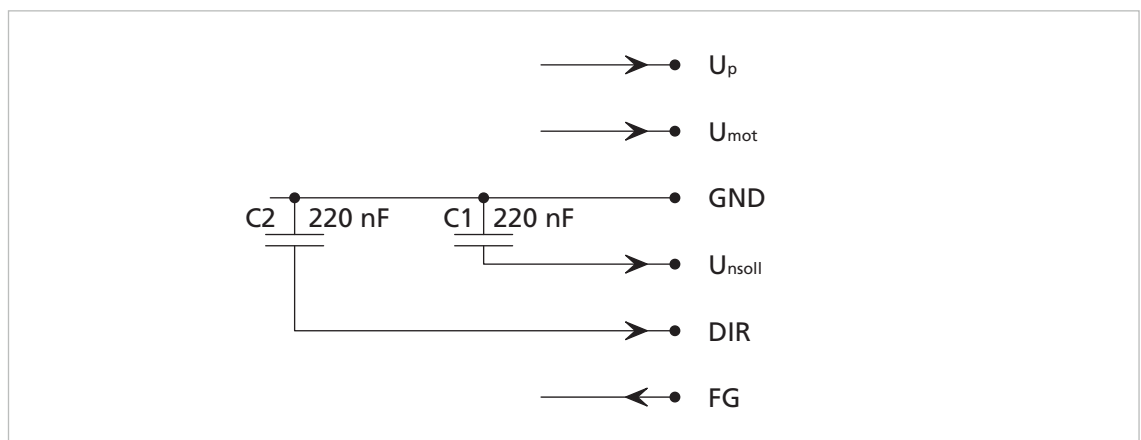 Up
Umot
GND
C2 220 nF C1 220 nF
Unsoll
DIR
FG